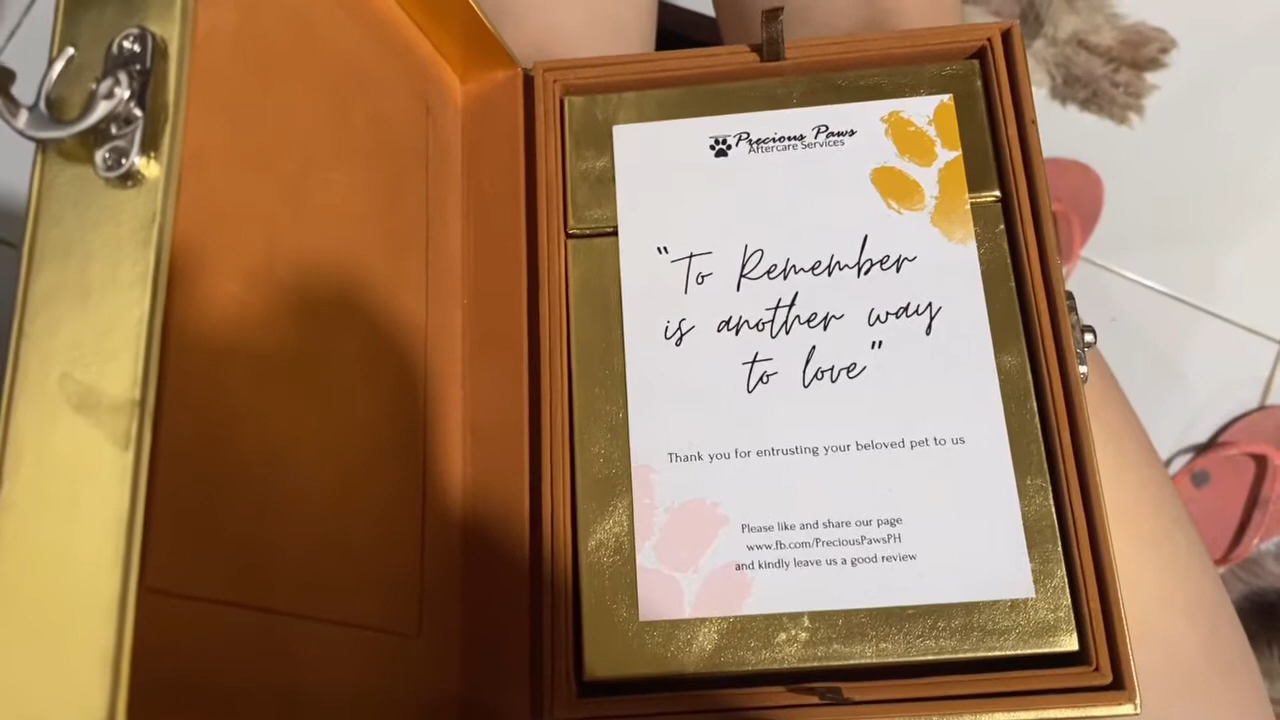 Precious Paws
Aftercare Services
"To Remember
is another way
to love"
Thank you for entrusting your beloved pet to us
Please like and share our page
www.fb.com/PreciousPawsPH
and kindly leave us a good review